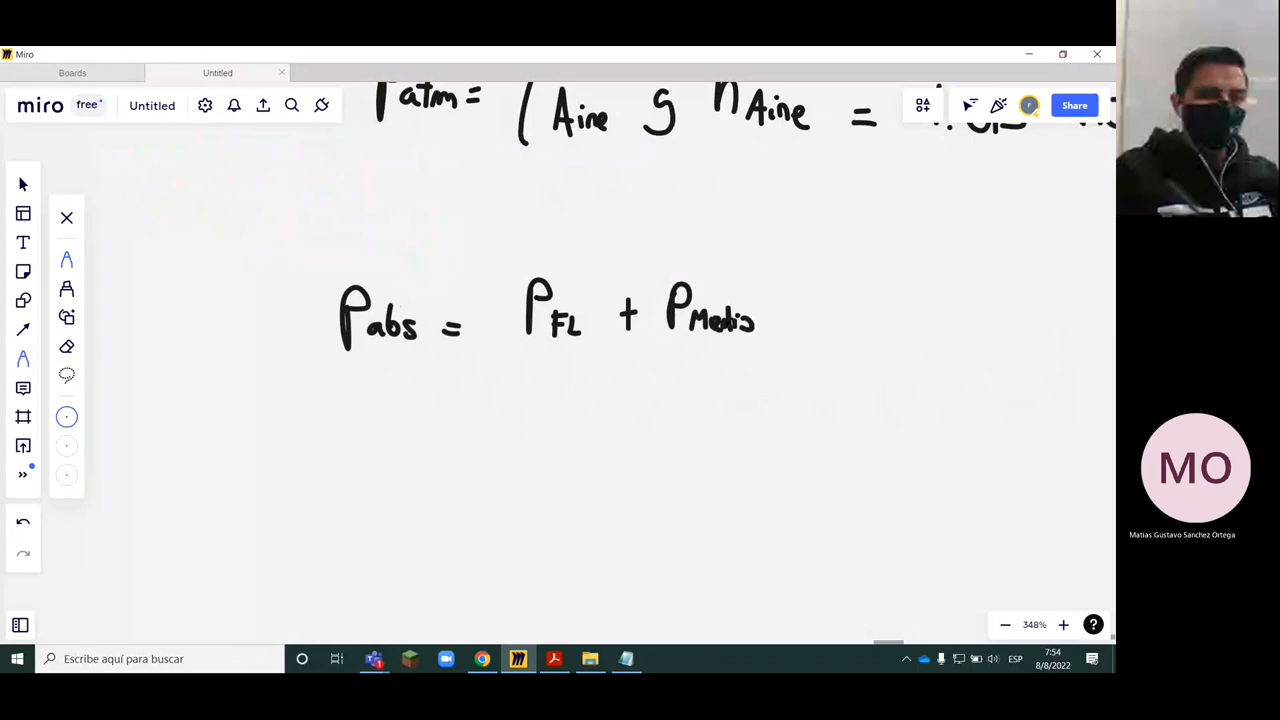 Miro
Boards
Untitled
miro free Untitled
Share
Patm = ρAire g hAire =
Pabs = PFL + PMedio
MO
Matias Gustavo Sanchez Ortega
348%
Escribe aquí para buscar
ESP
7:54
8/8/2022